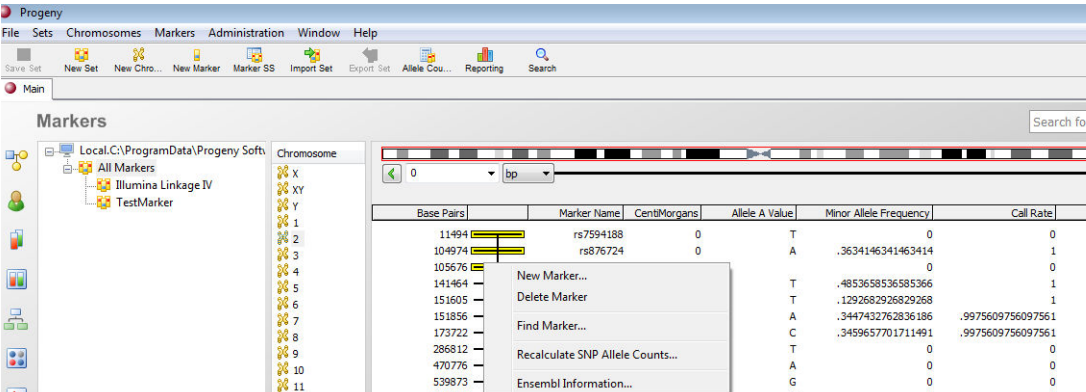 Progeny
File Sets Chromosomes Markers Administration Window Help
Save Set New Set New Chro... New Marker Marker SS Import Set Export Set Allele Cou... Reporting Search
Main
Markers
Search fo
Local.C:\ProgramData\Progeny Softv
All Markers
Illumina Linkage IV
TestMarker
Chromosome
X
XY
Y
1
2
3
4
5
6
7
8
9
10
11
0 bp
Base Pairs Marker Name CentiMorgans Allele A Value Minor Allele Frequency Call Rate
11494 rs7594188 0 T 0 0
104974 rs876724 0 A .3634146341463414 1
105676 0 0
141464 T .4853658536585366 1
151605 T .1292682926829268 1
151856 A .3447432762836186 .9975609756097561
173722 C .3459657701711491 .9975609756097561
286812 T 0 0
470776 A 0 0
539873 G 0 0
New Marker...
Delete Marker
Find Marker...
Recalculate SNP Allele Counts...
Ensembl Information...